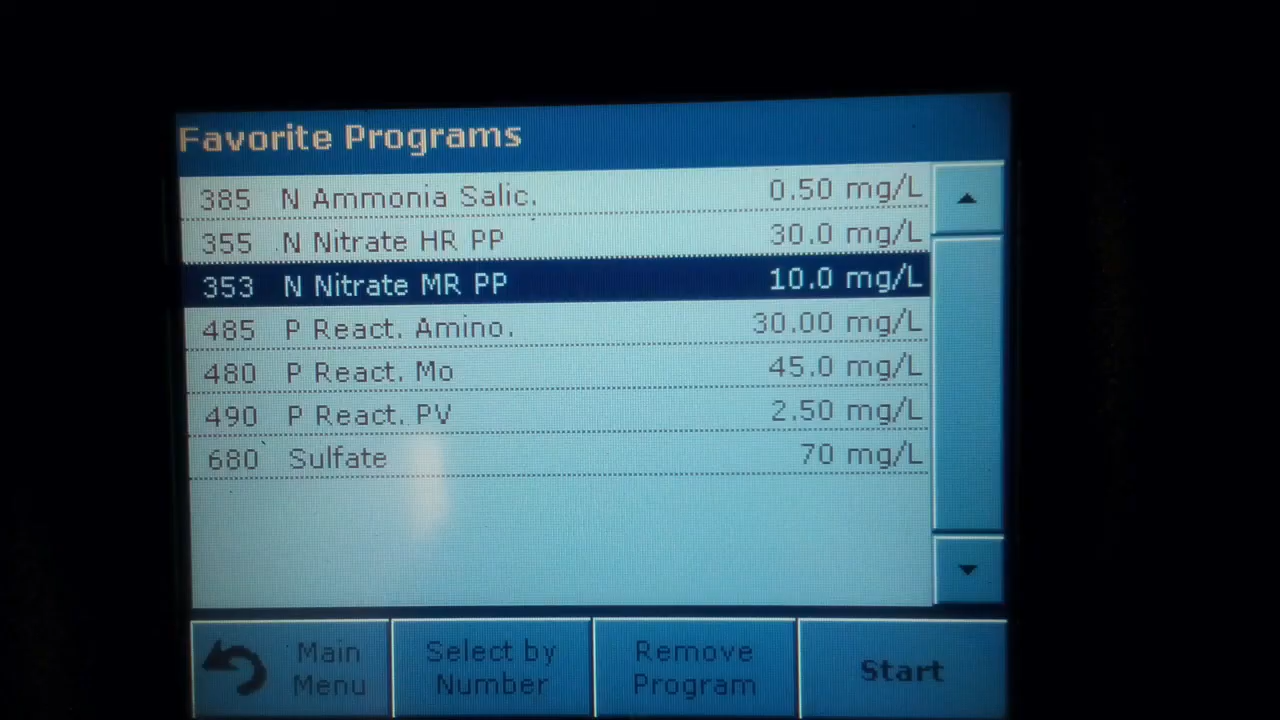 Favorite Programs
385 N Ammonia Salic. 0.50 mg/L
355 N Nitrate HR PP 30.0 mg/L
353 N Nitrate MR PP 10.0 mg/L
485 P React. Amino. 30.00 mg/L
480 P React. Mo 45.0 mg/L
490 P React. PV 2.50 mg/L
680 Sulfate 70 mg/L
Main Menu
Select by Number
Remove Program
Start